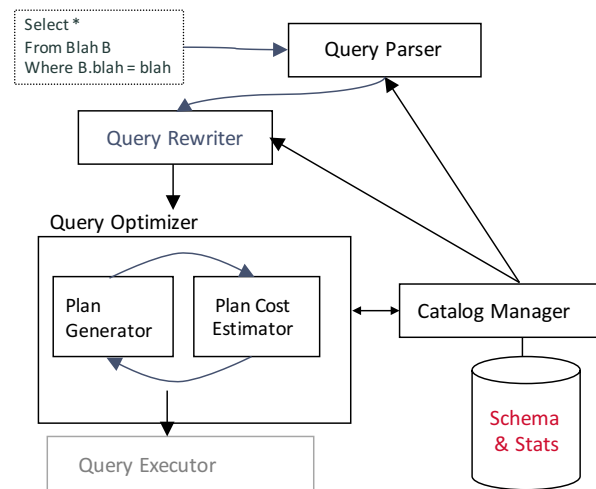 Select *
From Blah B
Where B.blah = blah
Query Parser
Query Rewriter
Query Optimizer
Plan
Generator
Plan Cost
Estimator
Catalog Manager
Schema
& Stats
Query Executor